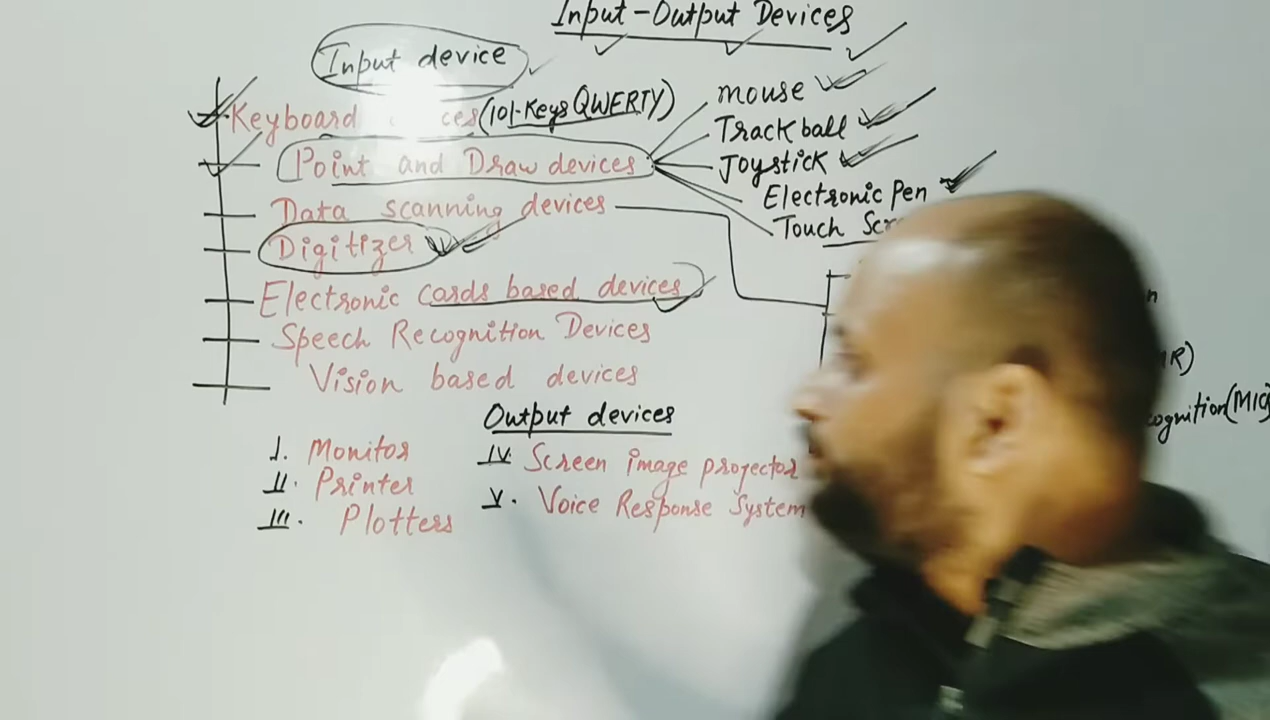 Input-Output Devices
Input device
Keyboard (101-Keys QWERTY)
Point and Draw devices
mouse
Track ball
Joystick
Electronic Pen
Touch
Data scanning devices
Digitizer
Electronic cards based devices
Speech Recognition Devices
Vision based devices
Output devices
I. Monitor
II. Printer
III. Plotters
IV. Screen image projector
V. Voice Response System